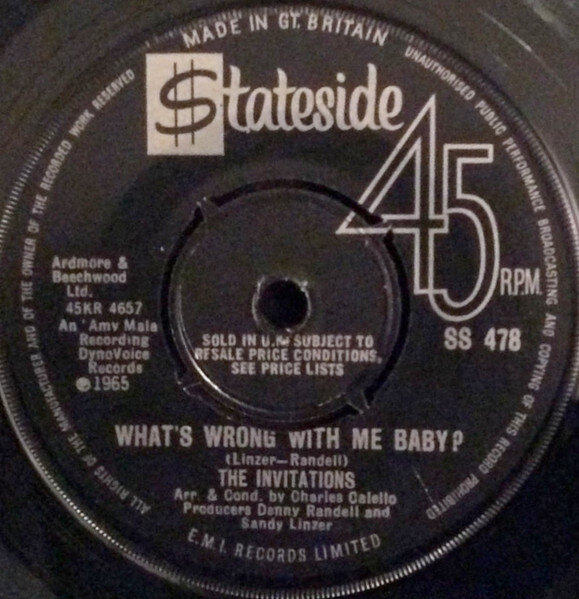 MADE IN GT. BRITAIN
UNAUTHORISED PUBLIC PERFORMANCE BROADCASTING AND COPYING OF THIS RECORD PROHIBITED
ALL RIGHTS OF THE MANUFACTURER AND OF THE OWNER OF THE RECORDED WORK RESERVED
$tateside
45
R.P.M.
SS 478
Ardmore &
Beechwood
Ltd.
45KR 4657
An 'Amy Mala
Recording
DynoVoice
Records
℗1965
SOLD IN U.K. SUBJECT TO
RESALE PRICE CONDITIONS,
SEE PRICE LISTS
WHAT'S WRONG WITH ME BABY?
(Linzer—Randell)
THE INVITATIONS
Arr. & Cond. by Charles Calello
Producers Denny Randell and
Sandy Linzer
E.M.I. RECORDS LIMITED